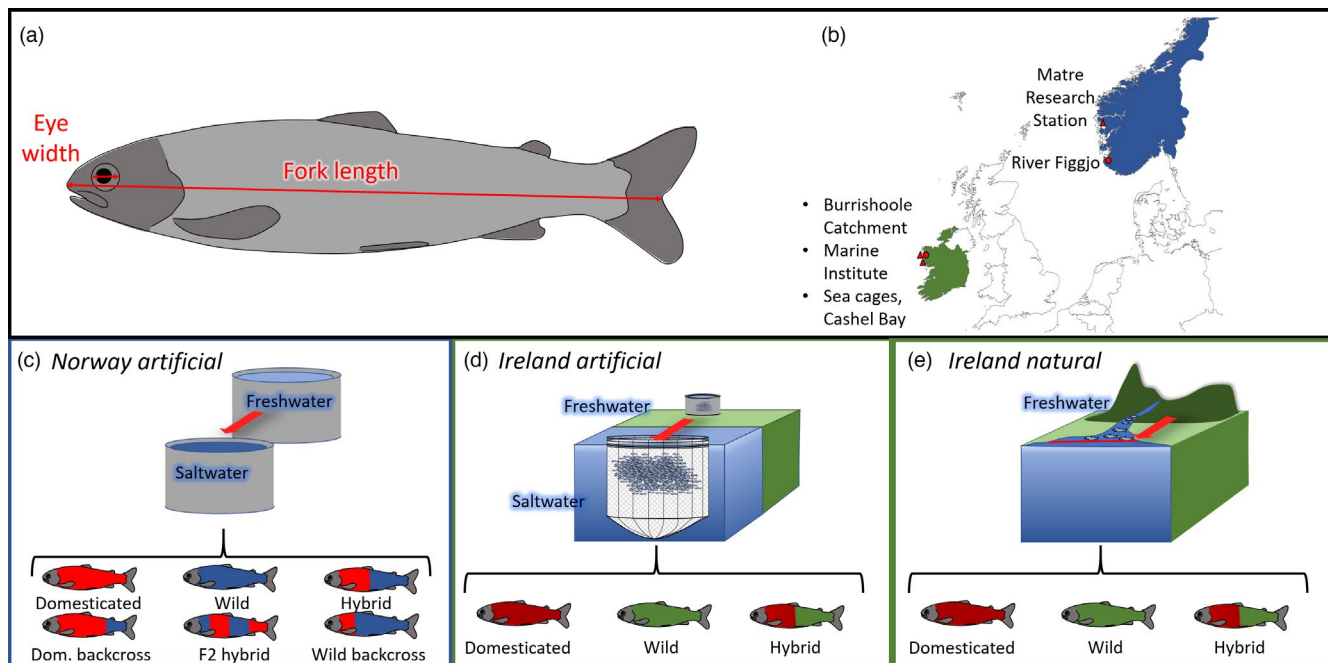 (a)
Eye
width
Fork length
(b)
Matre
Research
Station
River Figgjo
• Burrishoole
Catchment
• Marine
Institute
• Sea cages,
Cashel Bay
(c) Norway artificial
Freshwater
Saltwater
Domesticated
Wild
Hybrid
Dom. backcross
F2 hybrid
Wild backcross
(d) Ireland artificial
Freshwater
Saltwater
Domesticated
Wild
Hybrid
(e) Ireland natural
Freshwater
Domesticated
Wild
Hybrid